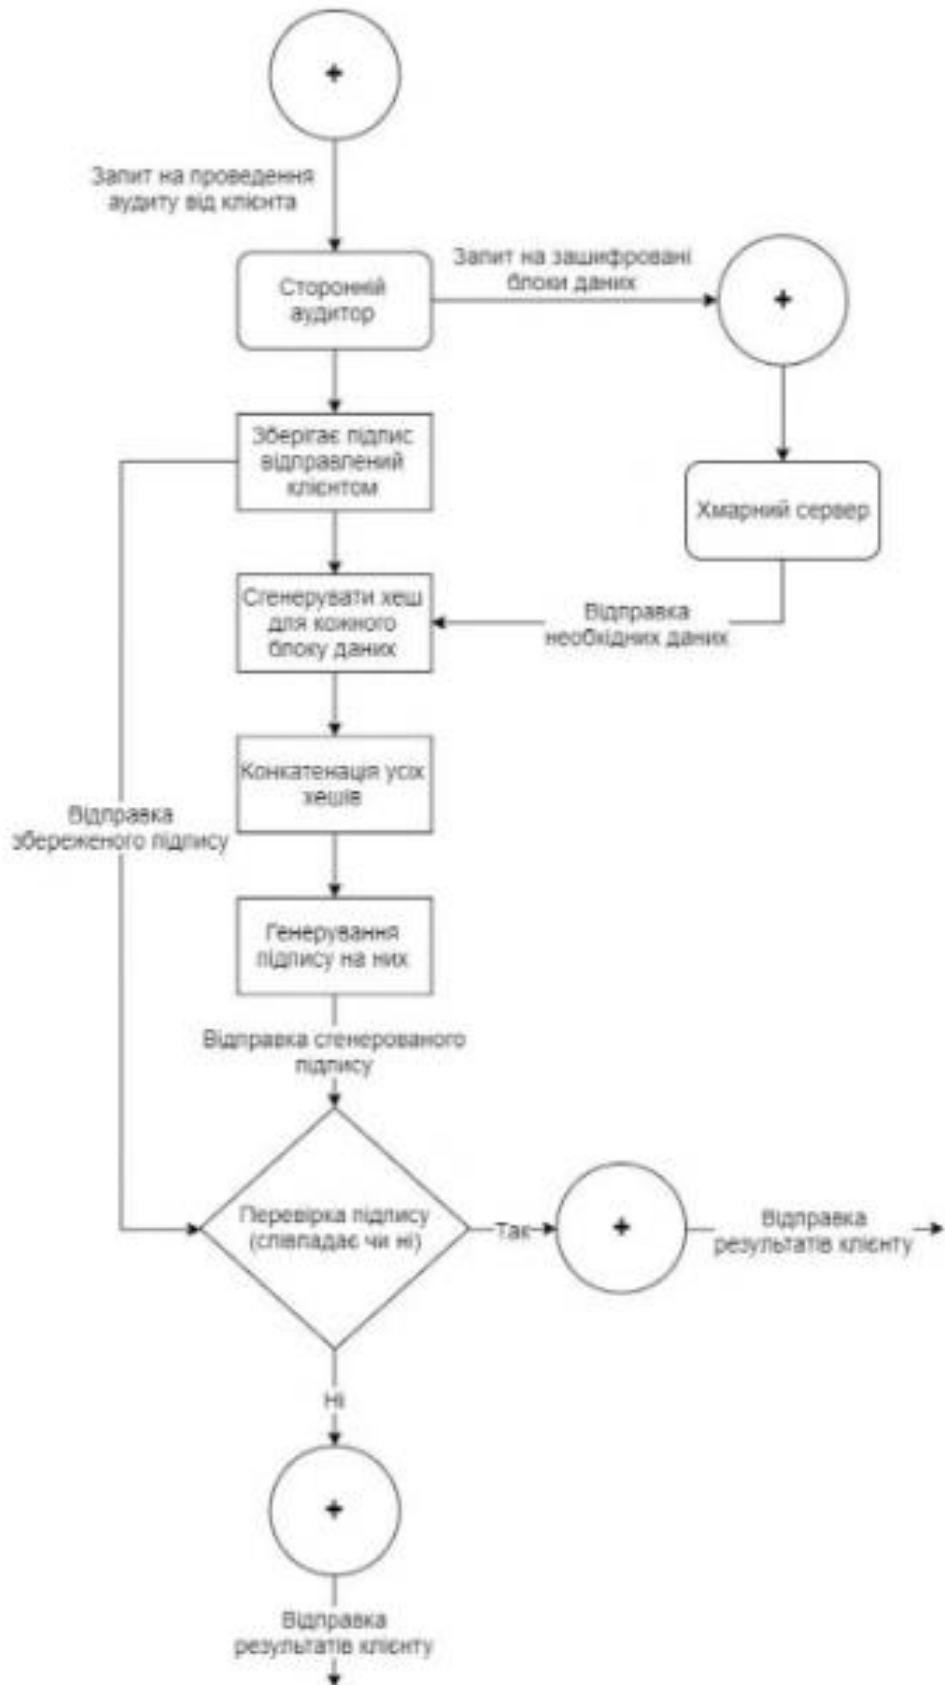 +
Запит на проведення
аудиту від клієнта
Сторонній
аудитор
Запит на зашифровані
блоки даних
+
Зберігає підпис
відправлений
клієнтом
Хмарний сервер
Сгенерувати хеш
для кожного
блоку даних
Відправка
необхідних даних
Конкатенація усіх
хешів
Відправка
збереженого підпису
Генерування
підпису на них
Відправка сгенерованого
підпису
Перевірка підпису
(співпадає чи ні)
Так
+
Відправка
результатів клієнту
Ні
+
Відправка
результатів клієнту